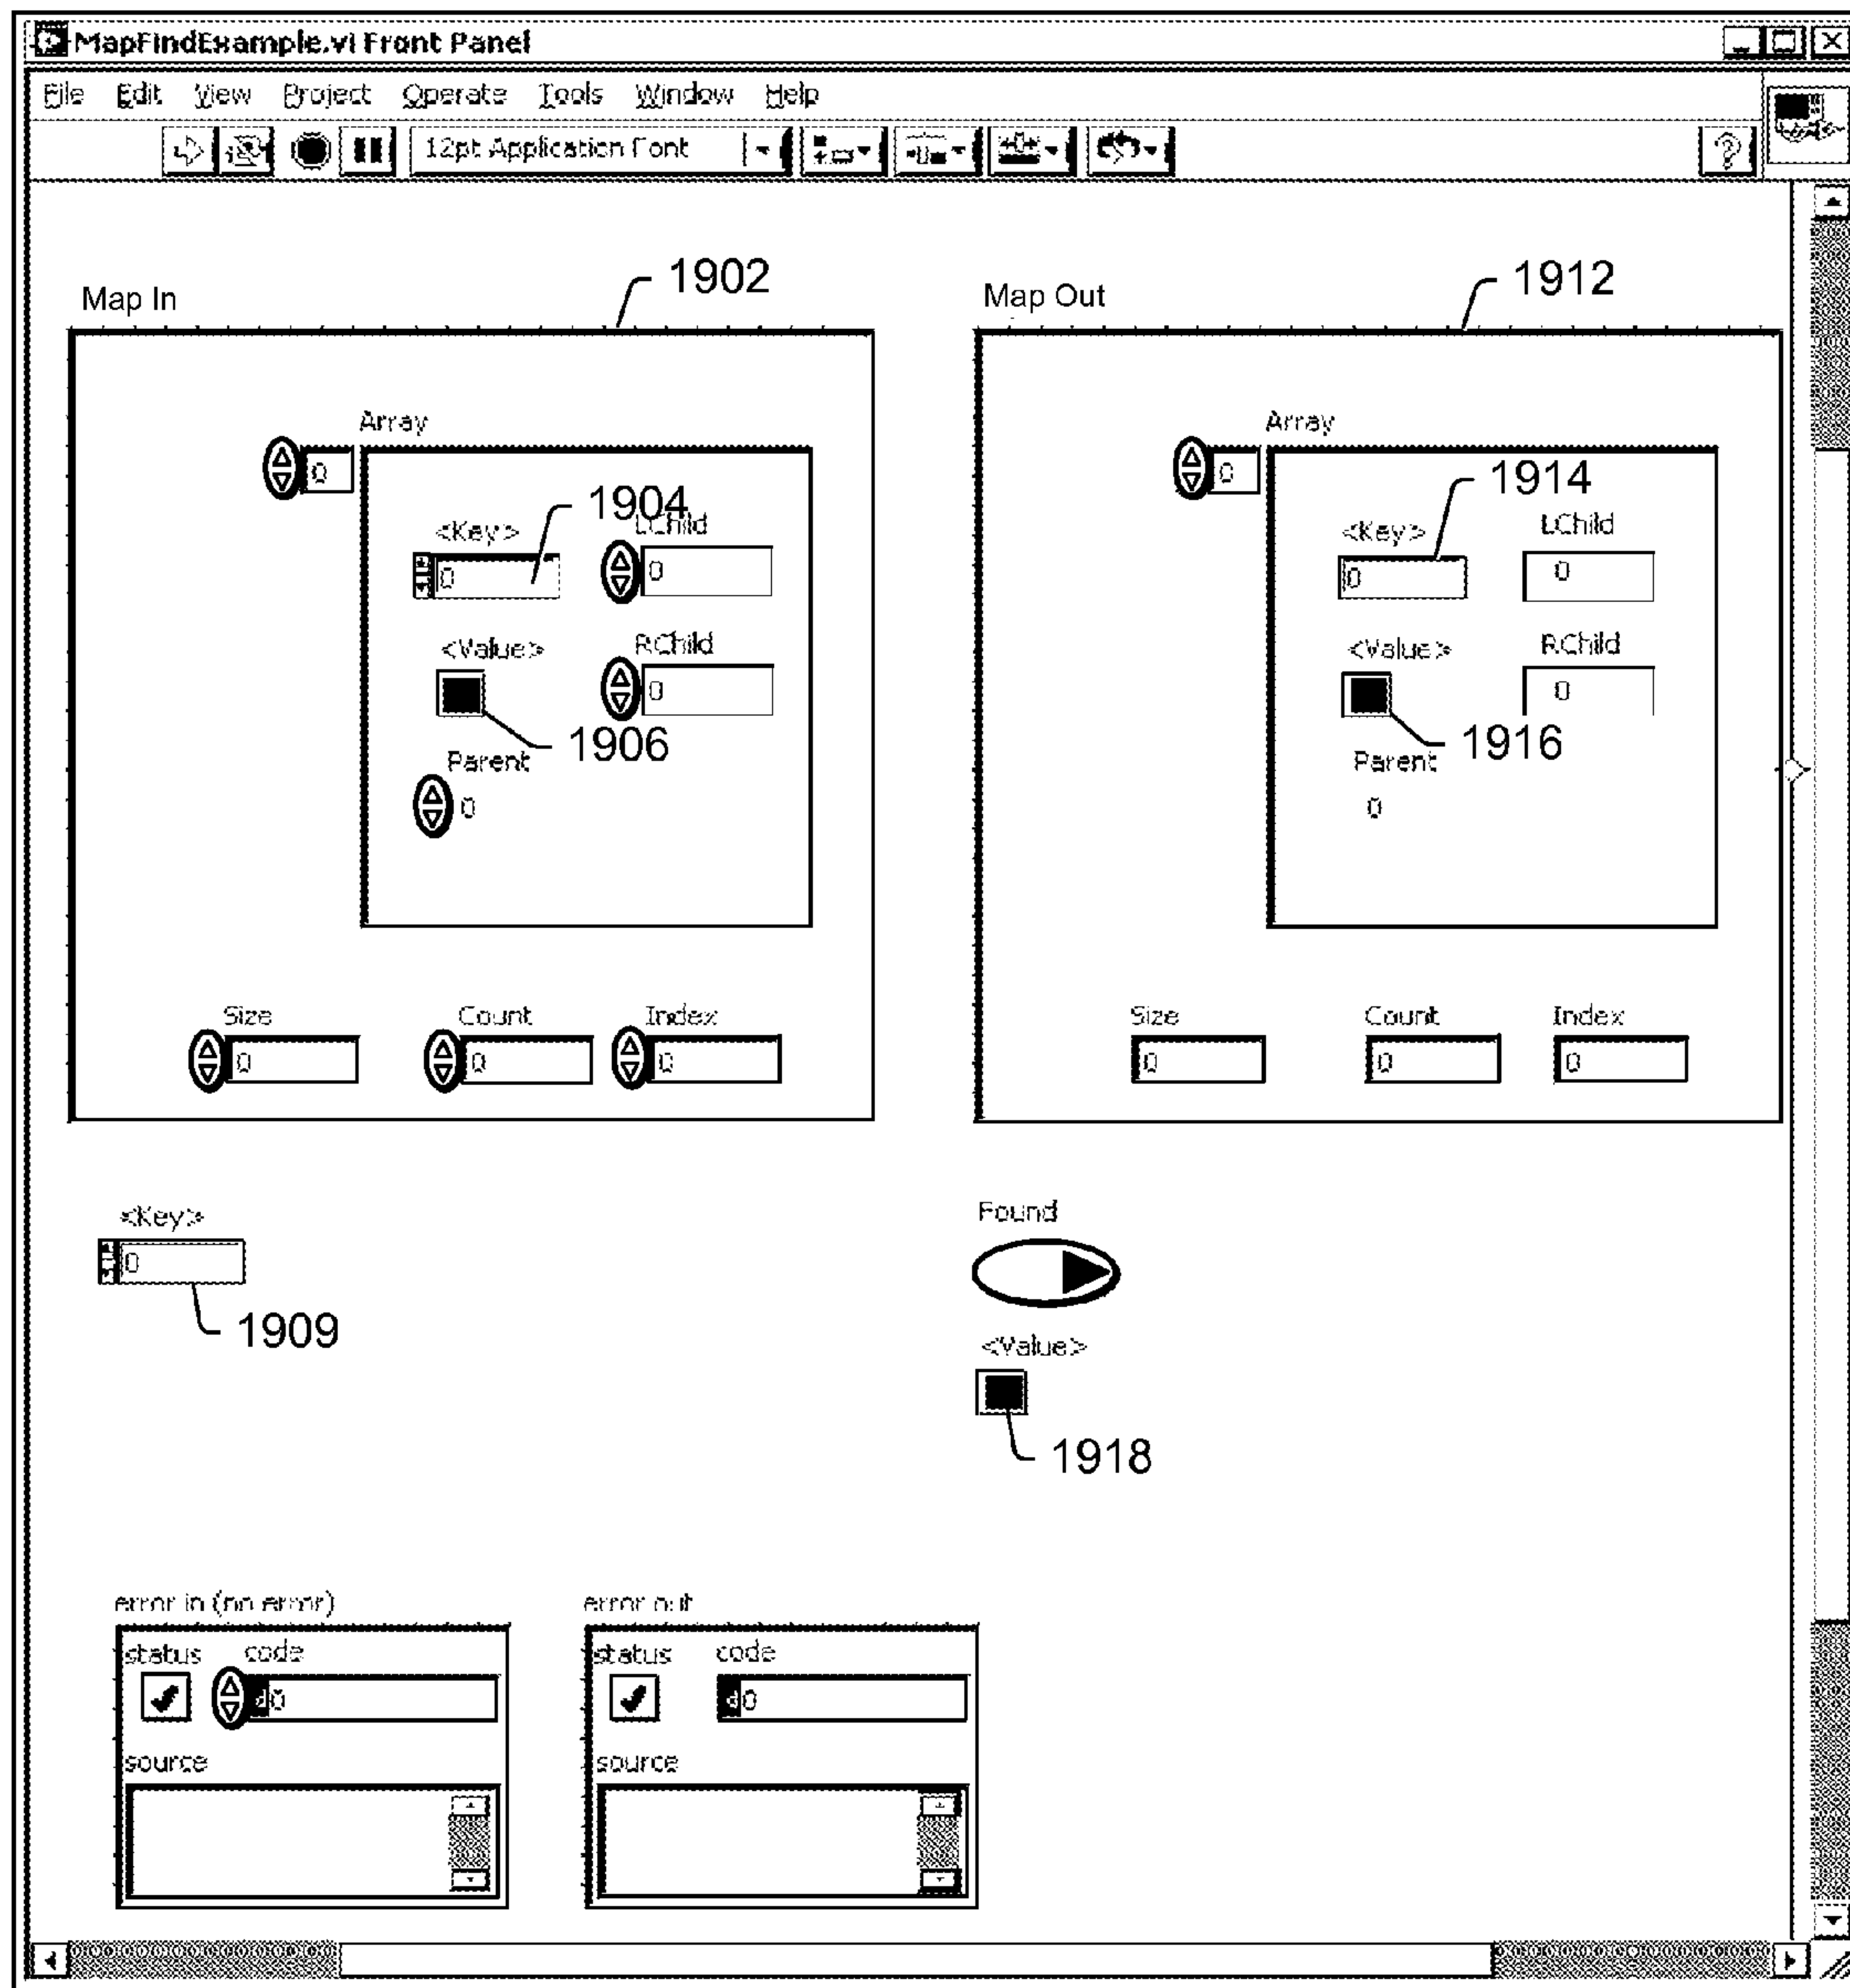 MapFindExample.vi Front Panel
File Edit View Project Operate Tools Window Help
12pt Application Font
?
Map In
1902
Map Out
1912
Array
0
1904
<Key>
LChild
0
0
<Value>
RChild
0
1906
Parent
0
Size
Count
Index
0
0
0
Array
0
1914
<Key>
LChild
0
0
<Value>
RChild
0
1916
Parent
0
Size
Count
Index
0
0
0
<Key>
0
1909
Found
<Value>
1918
error in (no error)
status
code
d0
source
error out
status
code
d0
source